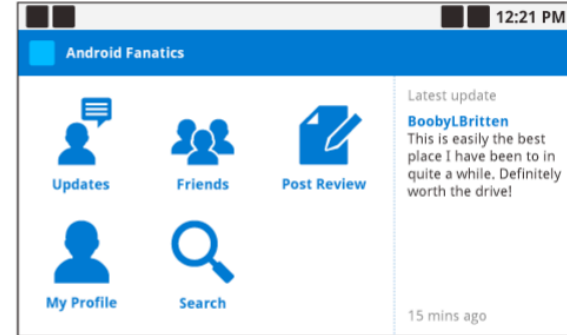 12:21 PM
Android Fanatics
Updates
Friends
Post Review
My Profile
Search
Latest update
BoobyLBritten
This is easily the best
place I have been to in
quite a while. Definitely
worth the drive!
15 mins ago